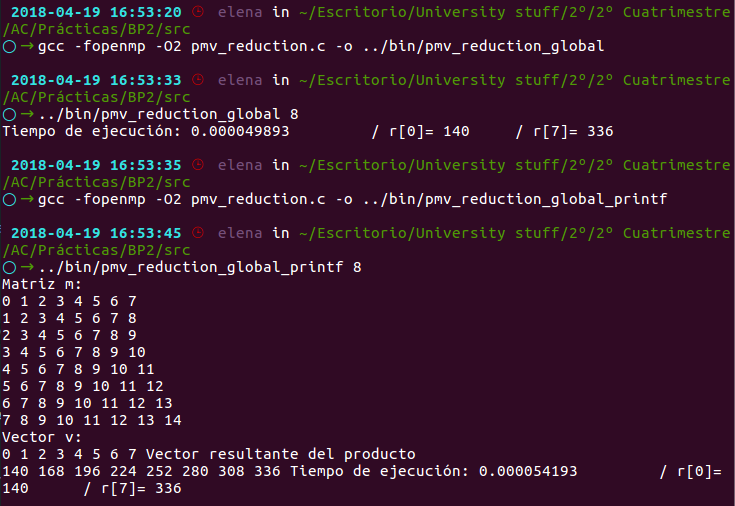 2018-04-19 16:53:20 elena in ~/Escritorio/University stuff/2º/2º Cuatrimestre
/AC/Prácticas/BP2/src
○ → gcc -fopenmp -O2 pmv_reduction.c -o ../bin/pmv_reduction_global
2018-04-19 16:53:33 elena in ~/Escritorio/University stuff/2º/2º Cuatrimestre
/AC/Prácticas/BP2/src
○ → ../bin/pmv_reduction_global 8
Tiempo de ejecución: 0.000049893 / r[0]= 140 / r[7]= 336
2018-04-19 16:53:35 elena in ~/Escritorio/University stuff/2º/2º Cuatrimestre
/AC/Prácticas/BP2/src
○ → gcc -fopenmp -O2 pmv_reduction.c -o ../bin/pmv_reduction_global_printf
2018-04-19 16:53:45 elena in ~/Escritorio/University stuff/2º/2º Cuatrimestre
/AC/Prácticas/BP2/src
○ → ../bin/pmv_reduction_global_printf 8
Matriz m:
0 1 2 3 4 5 6 7
1 2 3 4 5 6 7 8
2 3 4 5 6 7 8 9
3 4 5 6 7 8 9 10
4 5 6 7 8 9 10 11
5 6 7 8 9 10 11 12
6 7 8 9 10 11 12 13
7 8 9 10 11 12 13 14
Vector v:
0 1 2 3 4 5 6 7 Vector resultante del producto
140 168 196 224 252 280 308 336 Tiempo de ejecución: 0.000054193 / r[0]=
140 / r[7]= 336